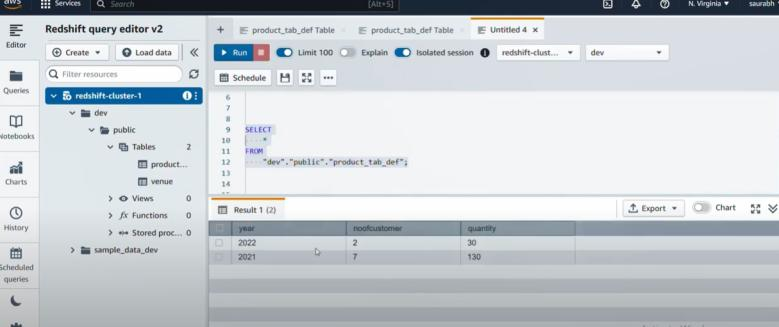 aws Services Search [Alt+S] N. Virginia ▼ saurabh
Editor
Queries
Notebooks
Charts
History
Scheduled queries
Redshift query editor v2
Create ▼ Load data
Filter resources
redshift-cluster-1
dev
public
Tables 2
product...
venue
Views 0
fx Functions 0
Stored proc... 0
sample_data_dev
+ product_tab_def Table × product_tab_def Table × Untitled 4 ×
Run Limit 100 Explain Isolated session redshift-clust... ▼ dev ▼
Schedule ...
6
7
8
9 SELECT
10 *
11 FROM
12 "dev"."public"."product_tab_def";
13
14
Result 1 (2) Export ▼ Chart
year noofcustomer quantity
2022 2 30
2021 7 130